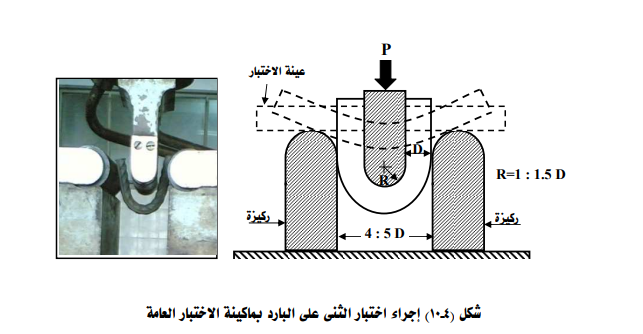 P
عينة الاختبار
D
R
R=1 : 1.5 D
ركيزة
ركيزة
4 : 5 D
شكل (٤-١٠) إجراء اختبار الثنى على البارد بماكينة الاختبار العامة